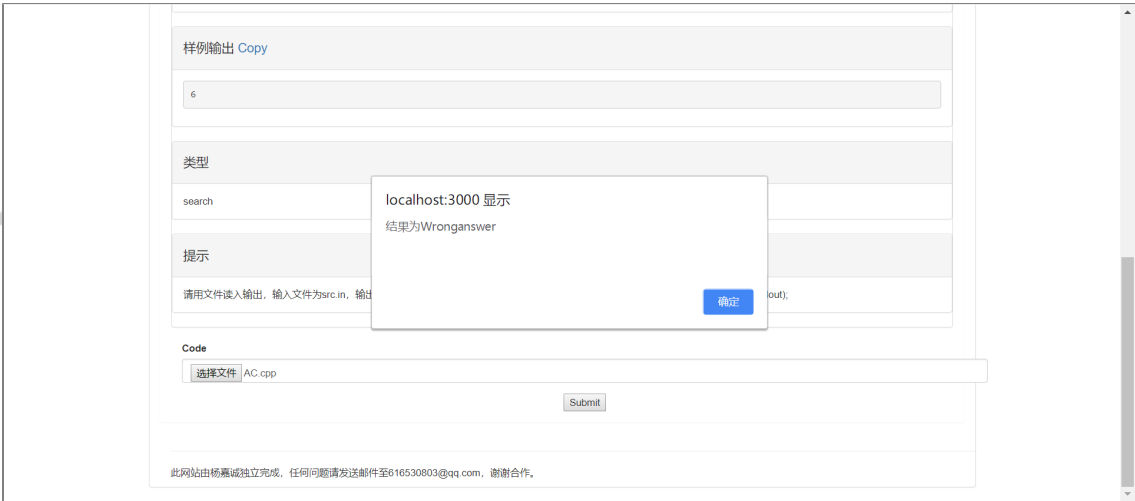 样例输出 Copy
6
类型
search
localhost:3000 显示
结果为Wronganswer
确定
提示
请用文件读入输出，输入文件为src.in，输出
out);
Code
选择文件 AC.cpp
Submit
此网站由杨嘉诚独立完成，任何问题请发送邮件至616530803@qq.com，谢谢合作。